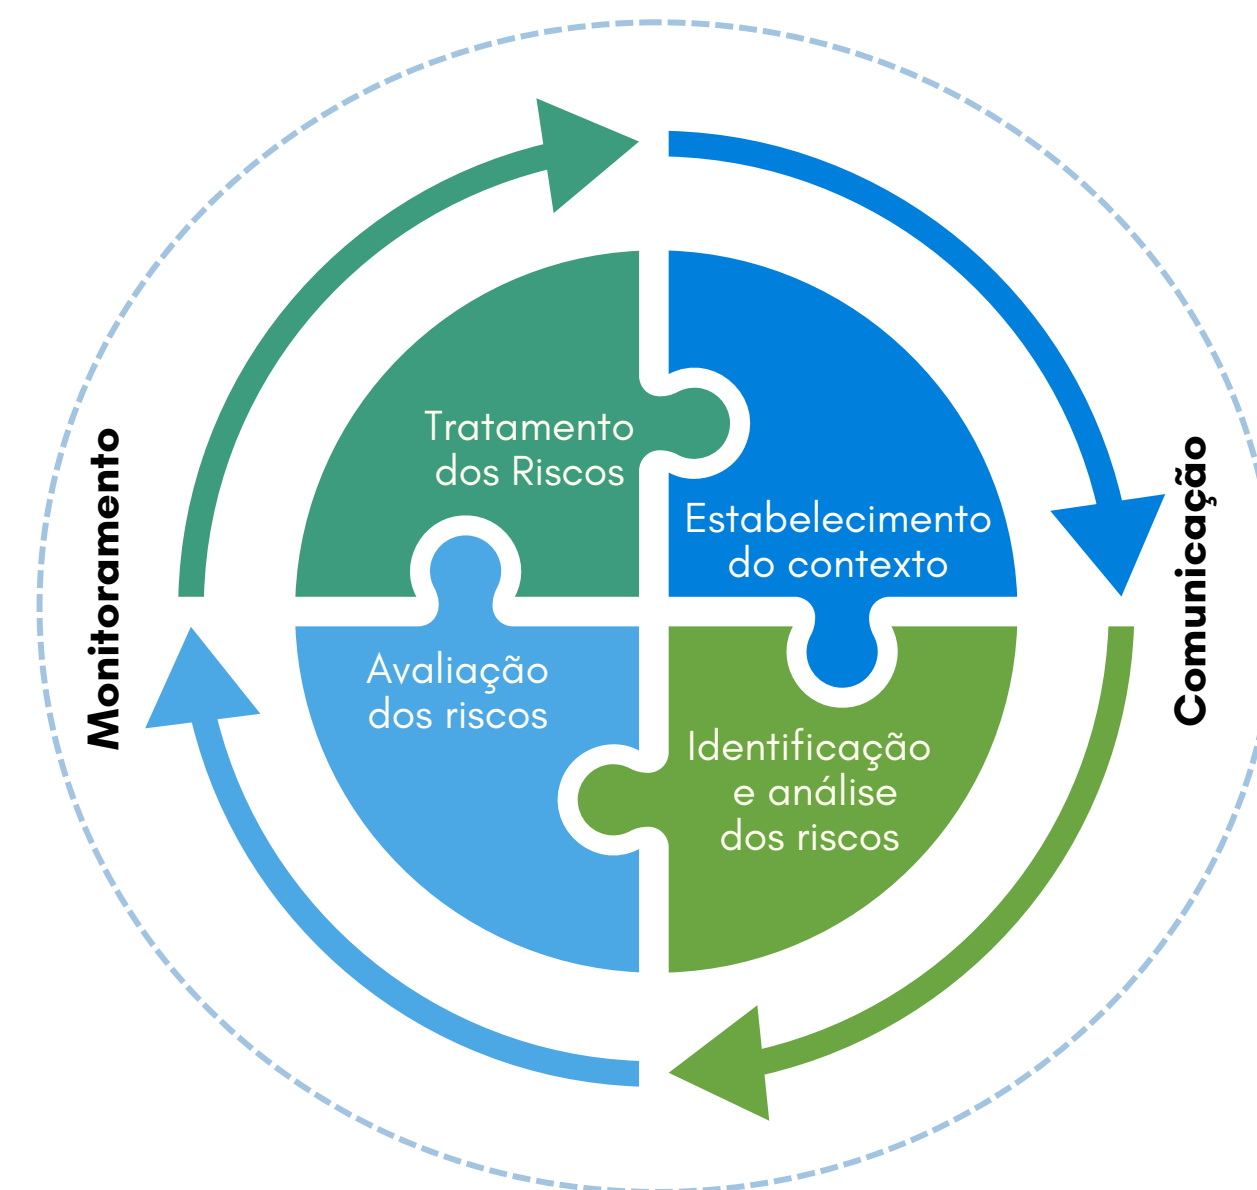 Tratamento
dos Riscos
Estabelecimento
do contexto
Avaliação
dos riscos
Identificação
e análise
dos riscos
Monitoramento
Comunicação